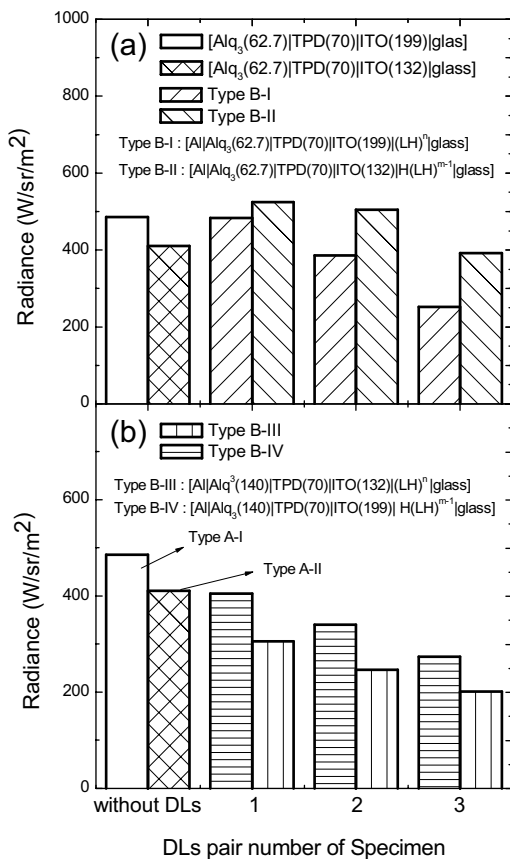 1000
800
600
400
200
0
Radiance (W/sr/m²)
(a)
[Alq₃(62.7)|TPD(70)|ITO(199)|glas]
[Alq₃(62.7)|TPD(70)|ITO(132)|glass]
Type B-I
Type B-II
Type B-I : [Al|Alq₃(62.7)|TPD(70)|ITO(199)|(LH)ⁿ|glass]
Type B-II : [Al|Alq₃(62.7)|TPD(70)|ITO(132)|H(LH)ᵐ⁻¹|glass]
600
400
200
0
Radiance (W/sr/m²)
(b)
Type B-III
Type B-IV
Type B-III : [Al|Alq³(140)|TPD(70)|ITO(132)|(LH)ⁿ|glass]
Type B-IV : [Al|Alq₃(140)|TPD(70)|ITO(199)| H(LH)ᵐ⁻¹|glass]
Type A-I
Type A-II
without DLs 1 2 3
DLs pair number of Specimen